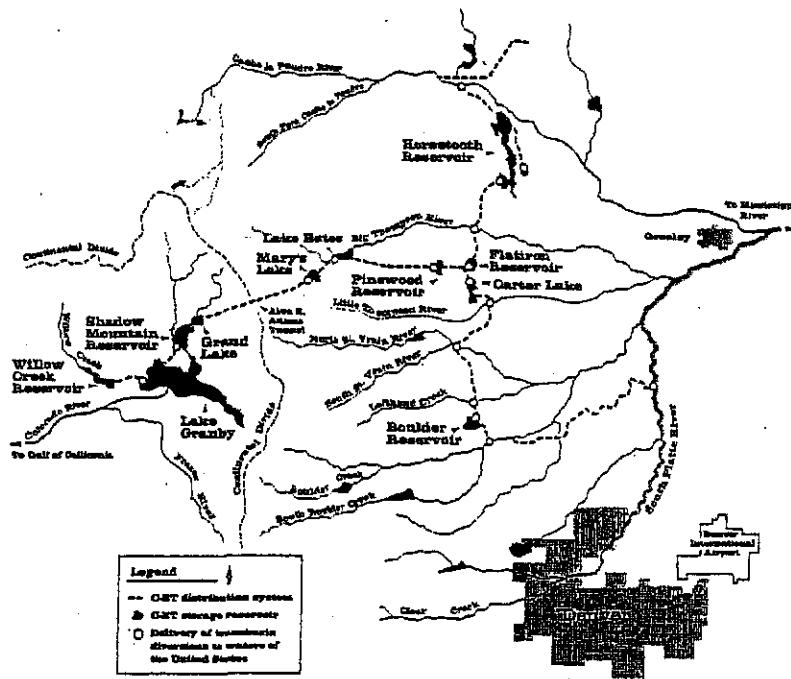 Cache la Poudre River
South Fork Cache la Poudre
Horsetooth
Reservoir
To Mississippi
River
Greeley
Lake Estes
Big Thompson River
Continental Divide
Mary's
Lake
Flatiron
Reservoir
Pinewood
Reservoir
Carter Lake
Little Thompson River
Alva B.
Adams
Tunnel
Shadow
Mountain
Reservoir
Grand
Lake
North St. Vrain River
South St. Vrain River
Willow
Creek
Willow
Creek
Reservoir
Lefthand Creek
Lake
Granby
Colorado River
Continental Divide
Boulder
Reservoir
To Gulf of California
Fraser
River
Boulder Creek
South Boulder Creek
South Platte River
Denver
International
Airport
Legend
C-BT distribution system
C-BT storage reservoir
Delivery of transbasin
diversions to waters of
the United States
Clear Creek
Denver